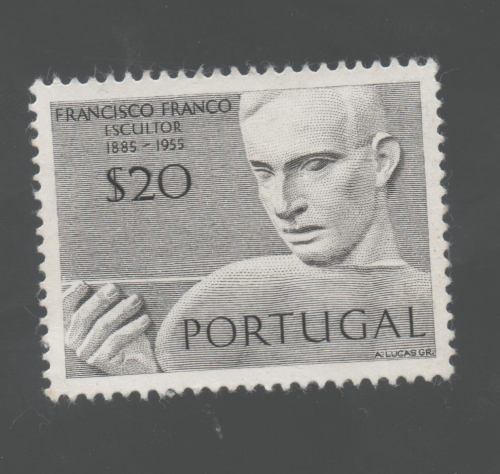 FRANCISCO FRANCO
ESCULTOR
1885 - 1955
$20
PORTUGAL
A. LUCAS GR.